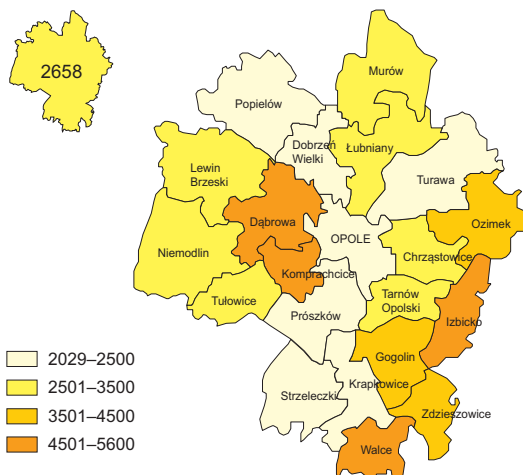 2658
Murów
Popielów
Dobrzeń
Wielki
Łubniany
Lewin
Brzeski
Turawa
Dąbrowa
Ozimek
OPOLE
Niemodlin
Chrząstowice
Komprachcice
Tułowice
Tarnów
Opolski
Prószków
Izbicko
Gogolin
Strzeleczki
Krapkowice
Zdzieszowice
Walce
2029–2500
2501–3500
3501–4500
4501–5600